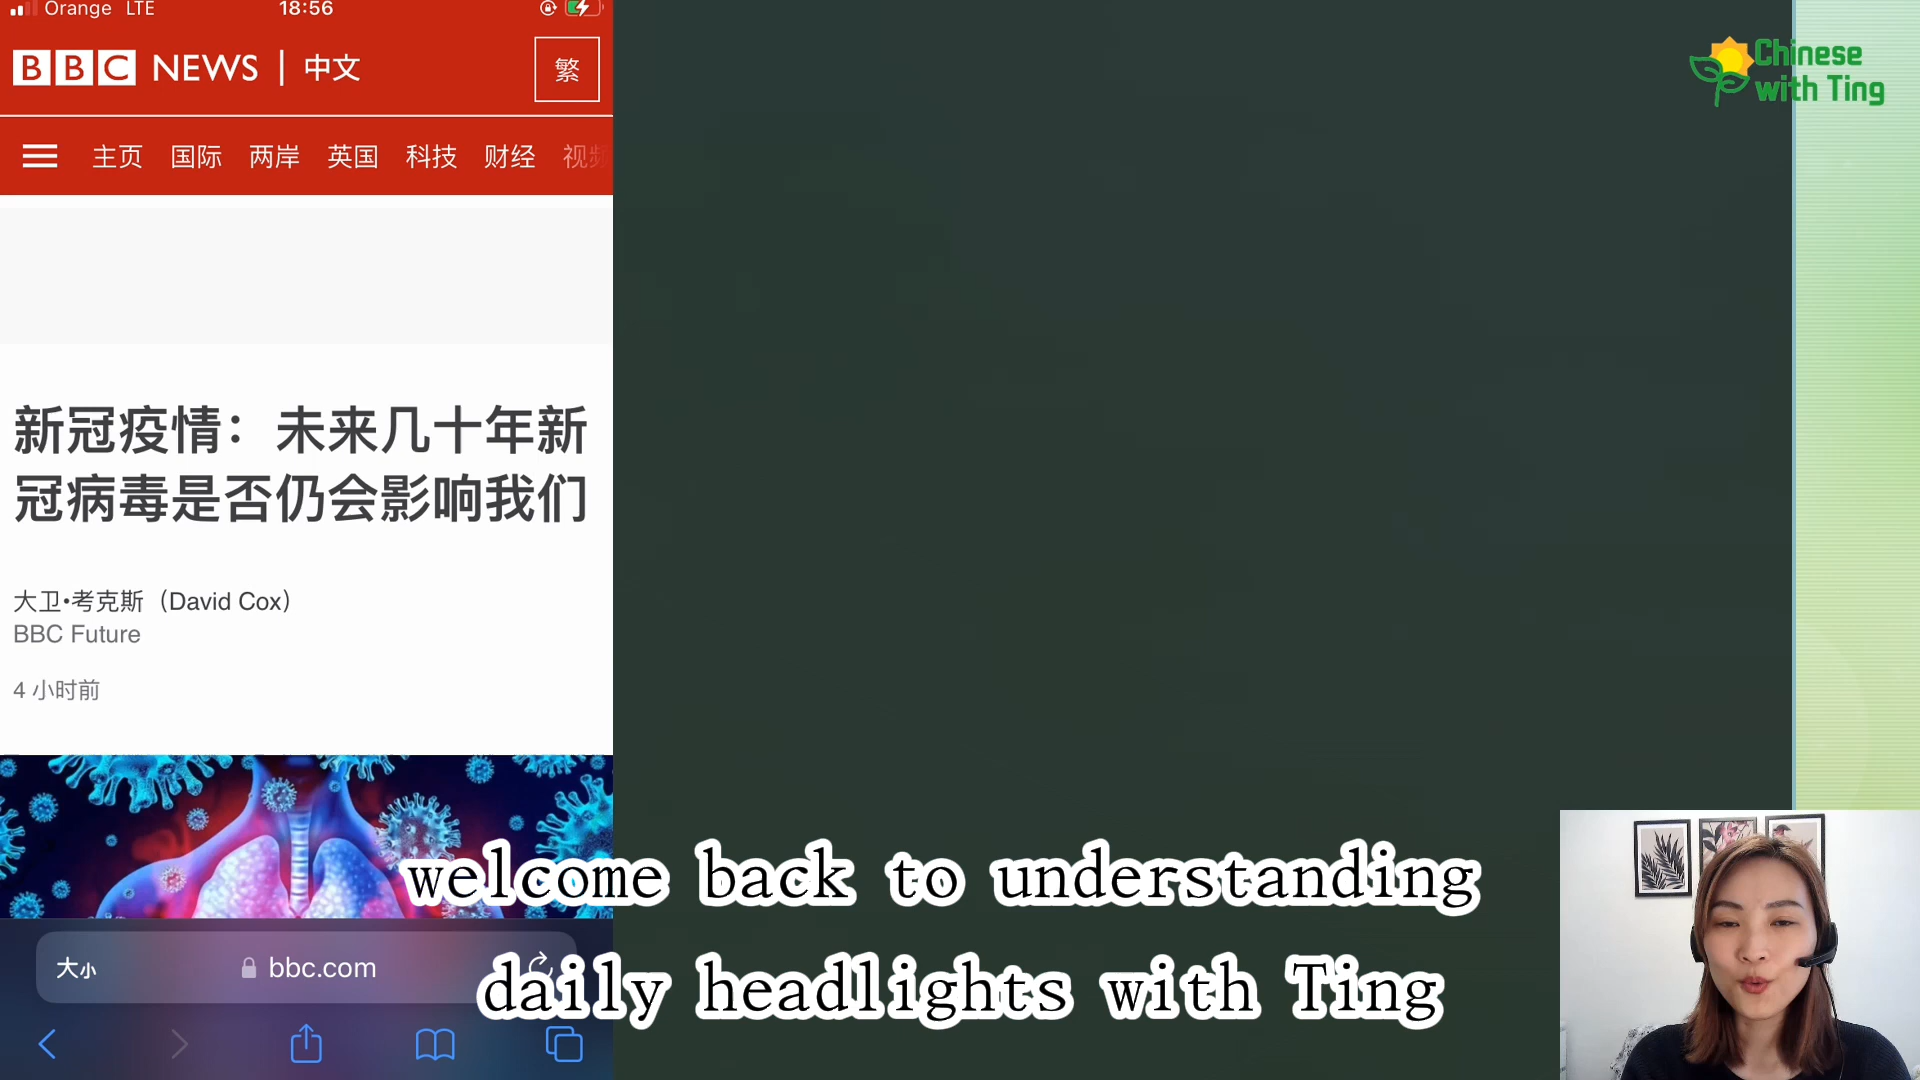 Orange LTE 18:56
BBC NEWS | 中文 繁
主页 国际 两岸 英国 科技 财经 视频
新冠疫情：未来几十年新
冠病毒是否仍会影响我们
大卫•考克斯（David Cox）
BBC Future
4 小时前
大小 bbc.com
Chinese
with Ting
welcome back to understanding
daily headlights with Ting